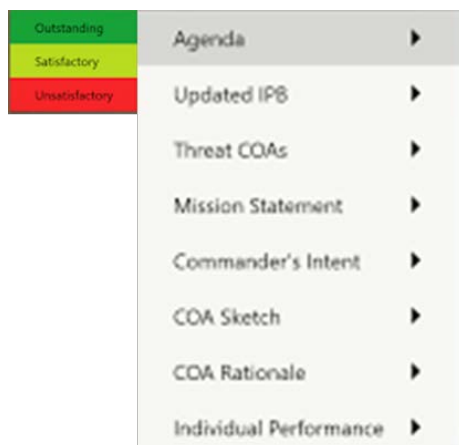 Outstanding
Satisfactory
Unsatisfactory
Agenda
Updated IPB
Threat COAs
Mission Statement
Commander's Intent
COA Sketch
COA Rationale
Individual Performance